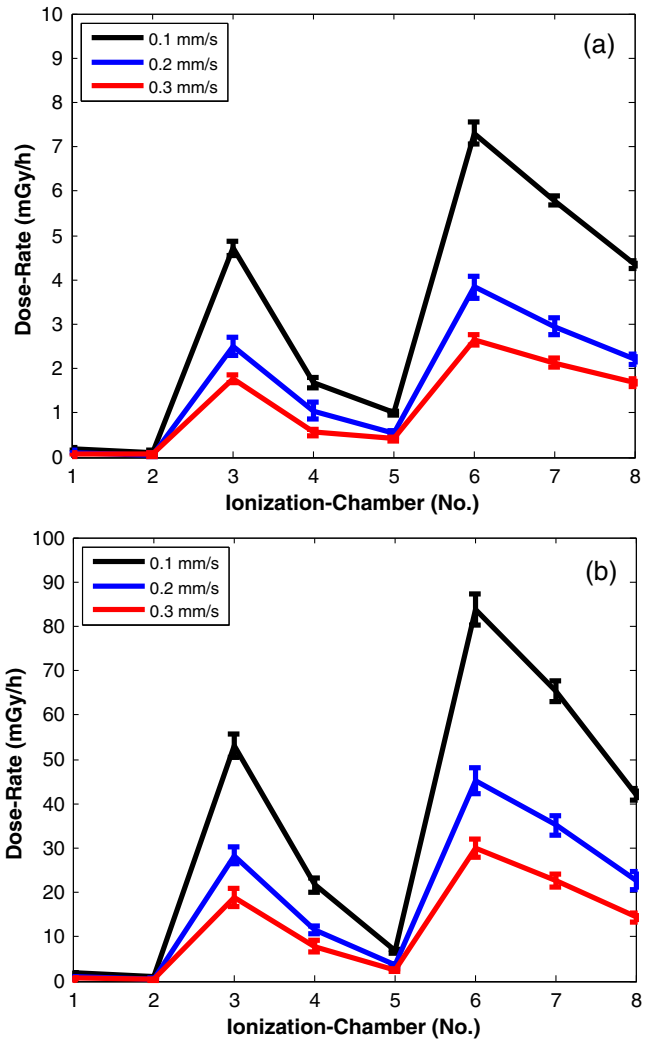 (a)
0.1 mm/s
0.2 mm/s
0.3 mm/s
10
9
8
7
6
5
4
3
2
1
0
Dose-Rate (mGy/h)
1 2 3 4 5 6 7 8
Ionization-Chamber (No.)
(b)
0.1 mm/s
0.2 mm/s
0.3 mm/s
100
90
80
70
60
50
40
30
20
10
0
Dose-Rate (mGy/h)
1 2 3 4 5 6 7 8
Ionization-Chamber (No.)